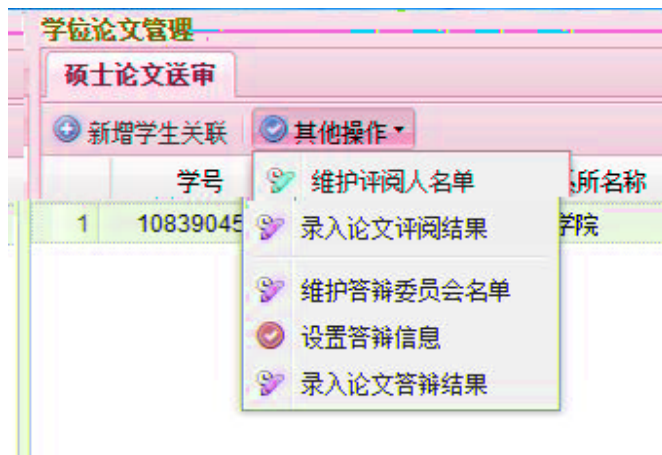 学位论文管理
硕士论文送审
新增学生关联 其他操作
学号 维护评阅人名单 所名称
1 10839045 录入论文评阅结果 学院
维护答辩委员会名单
设置答辩信息
录入论文答辩结果